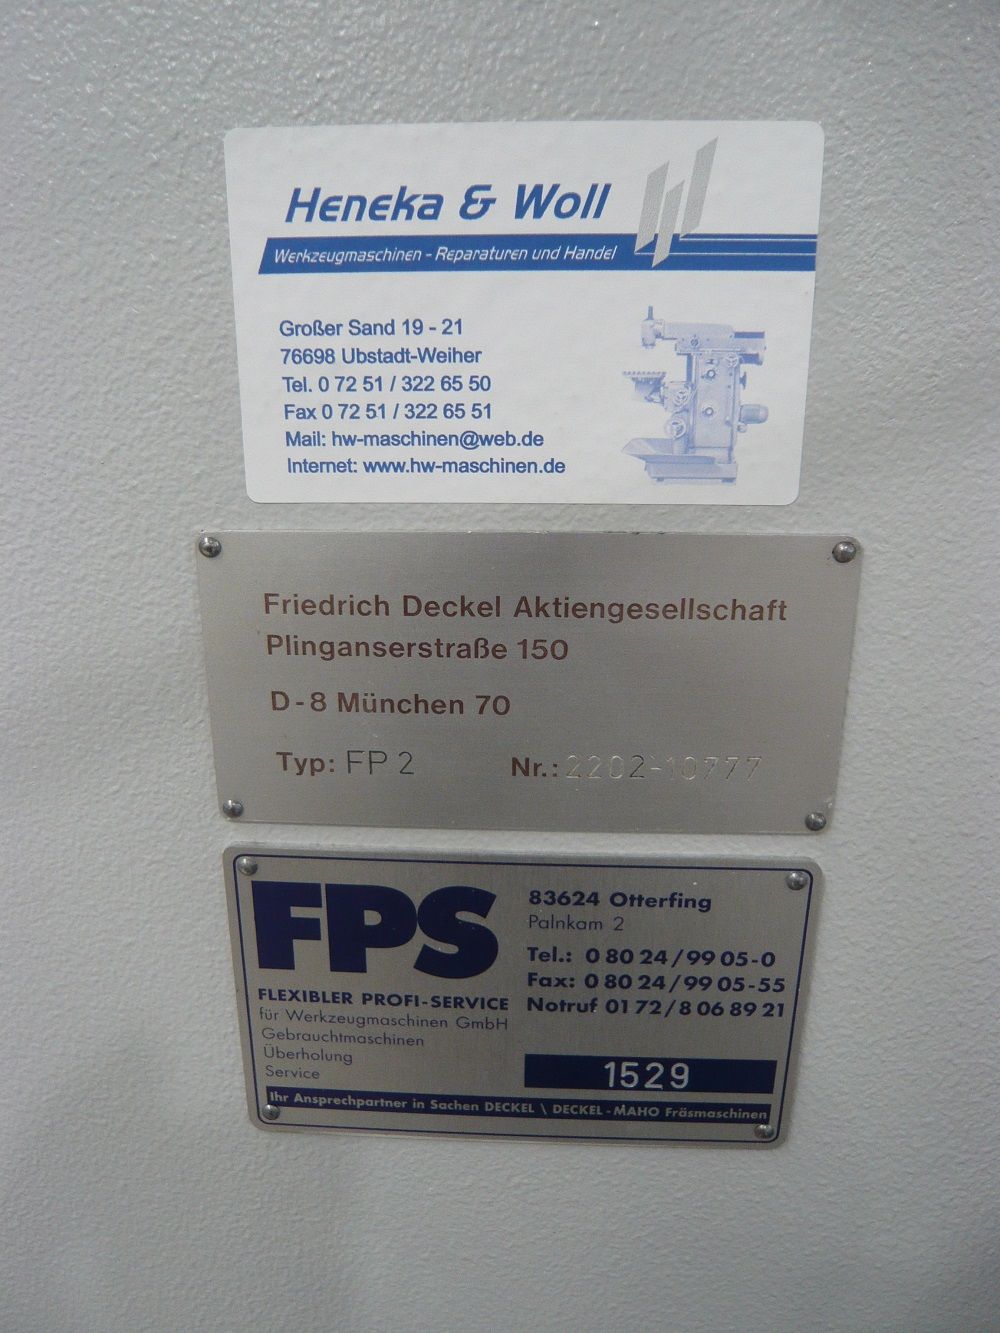 Heneka & Woll
Werkzeugmaschinen - Reparaturen und Handel
Großer Sand 19 - 21
76698 Ubstadt-Weiher
Tel. 0 72 51 / 322 65 50
Fax 0 72 51 / 322 65 51
Mail: hw-maschinen@web.de
Internet: www.hw-maschinen.de
Friedrich Deckel Aktiengesellschaft
Plinganserstraße 150
D-8 München 70
Typ: FP 2 Nr.: 2202-10777
FPS
FLEXIBLER PROFI-SERVICE
für Werkzeugmaschinen GmbH
Gebrauchtmaschinen
Überholung
Service
83624 Otterfing
Palnkam 2
Tel.: 0 80 24/99 05-0
Fax: 0 80 24/99 05-55
Notruf 01 72/8 06 89 21
1529
Ihr Ansprechpartner in Sachen DECKEL \ DECKEL-MAHO Fräsmaschinen